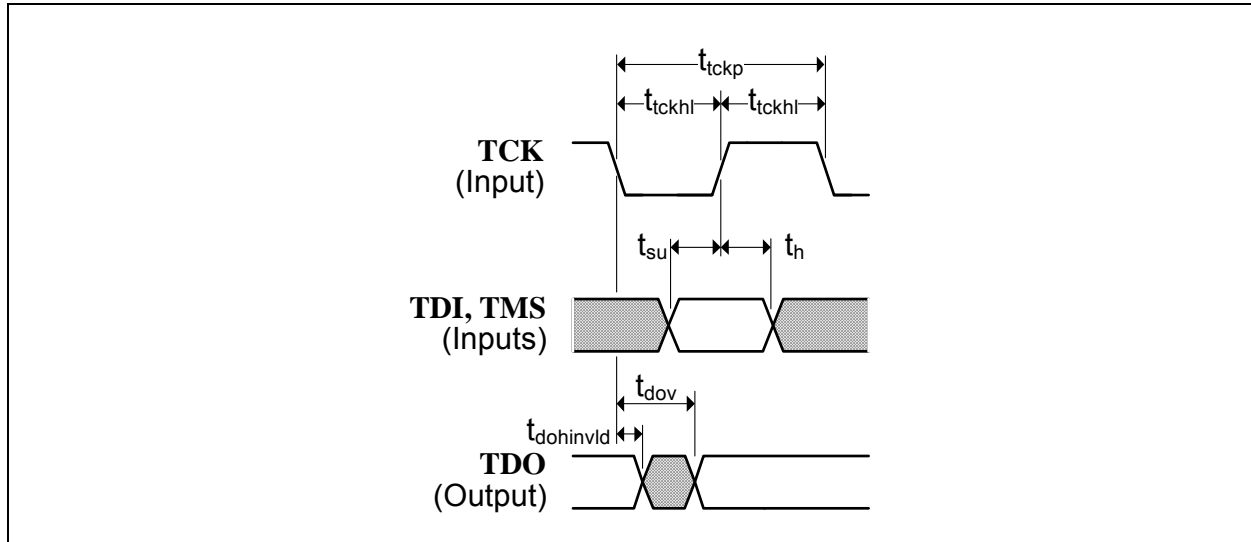 t_tckp
t_tckhl t_tckhl
TCK
(Input)
t_su t_h
TDI, TMS
(Inputs)
t_dov
t_dohinvld
TDO
(Output)